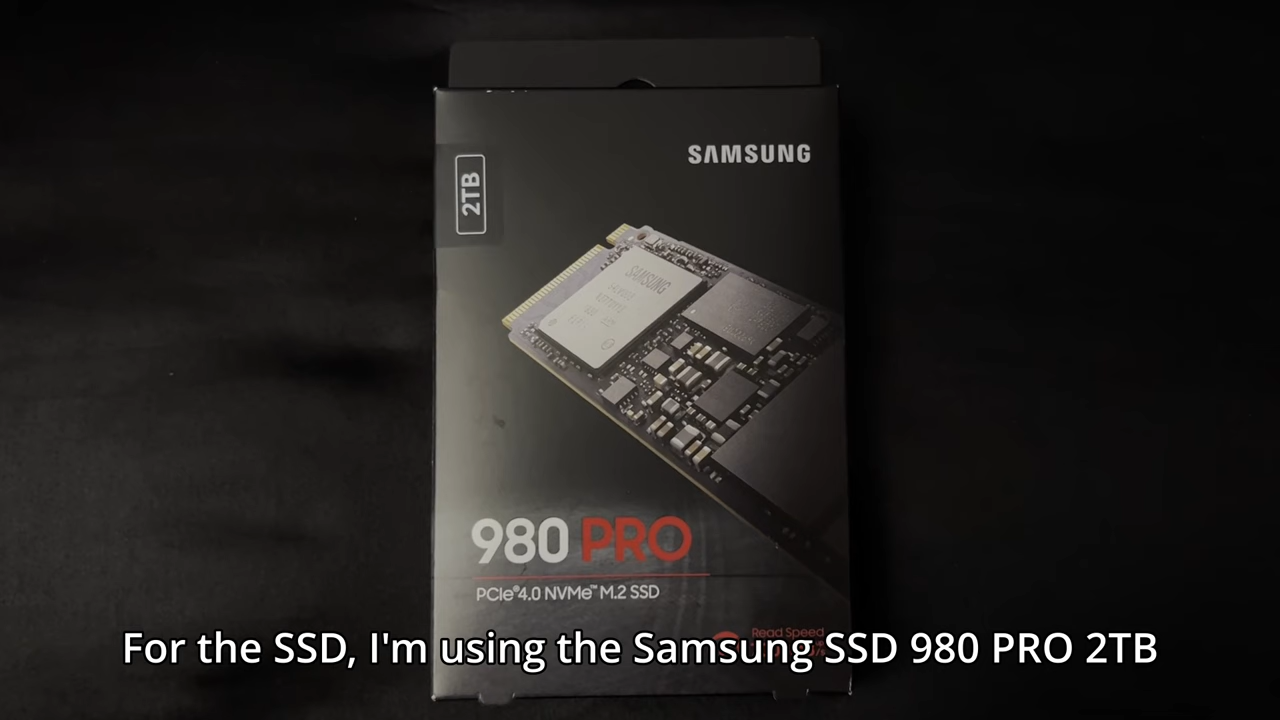 SAMSUNG
2TB
SAMSUNG
980 PRO
PCIe®4.0 NVMe™ M.2 SSD
Read Speed
For the SSD, I'm using the Samsung SSD 980 PRO 2TB